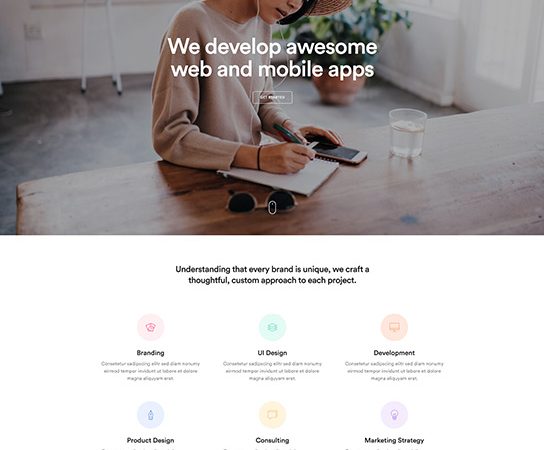 We develop awesome
web and mobile apps
GET STARTED
Understanding that every brand is unique, we craft a
thoughtful, custom approach to each project.
Branding
UI Design
Development
Consetetur sadipscing elitr sed diam nonumy
eirmod tempor invidunt ut labore et dolore
magna aliquyam erat.
Consetetur sadipscing elitr sed diam nonumy
eirmod tempor invidunt ut labore et dolore
magna aliquyam erat.
Consetetur sadipscing elitr sed diam nonumy
eirmod tempor invidunt ut labore et dolore
magna aliquyam erat.
Product Design
Consulting
Marketing Strategy